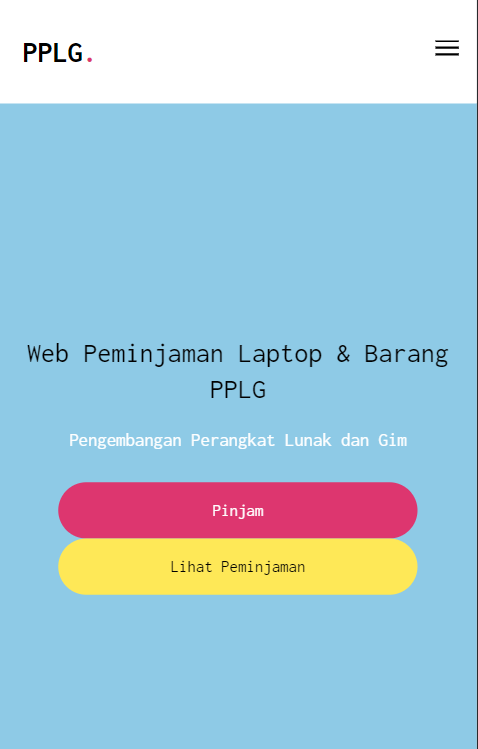 PPLG.
Web Peminjaman Laptop & Barang
PPLG
Pengembangan Perangkat Lunak dan Gim
Pinjam
Lihat Peminjaman